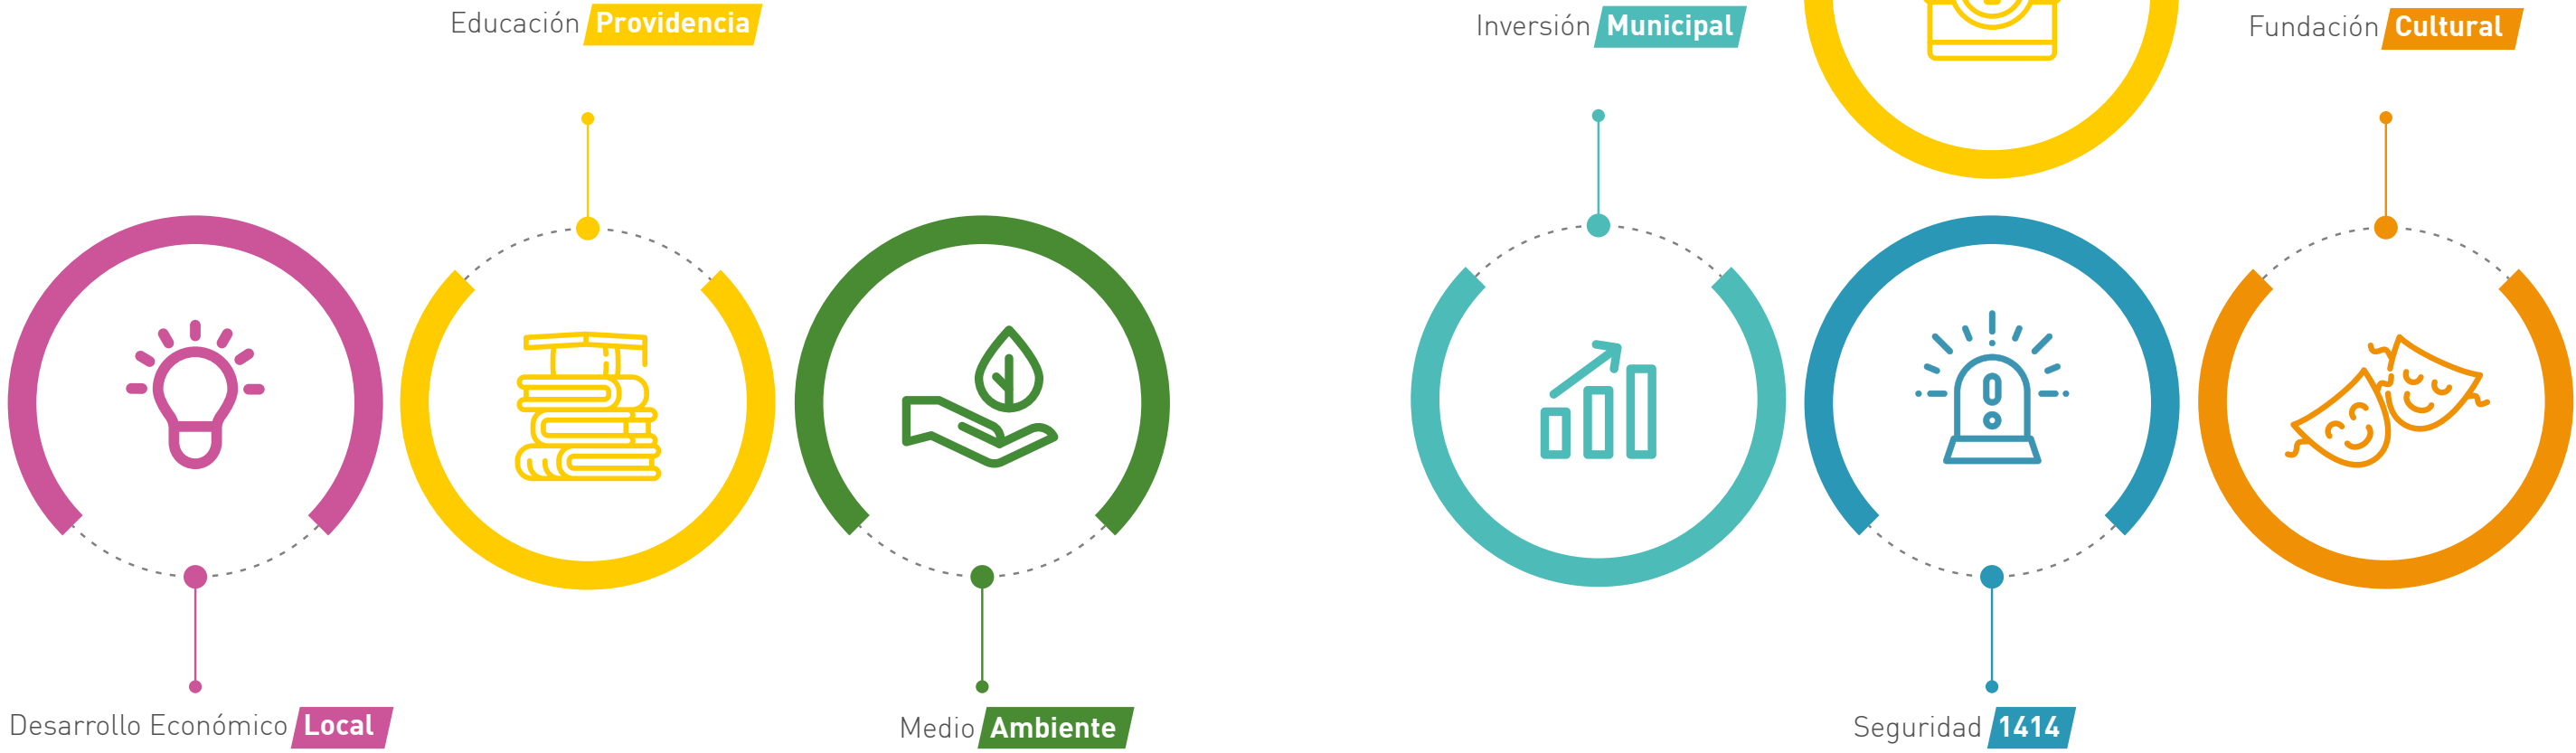 Educación Providencia
Inversión Municipal
Fundación Cultural
Desarrollo Económico Local
Medio Ambiente
Seguridad 1414